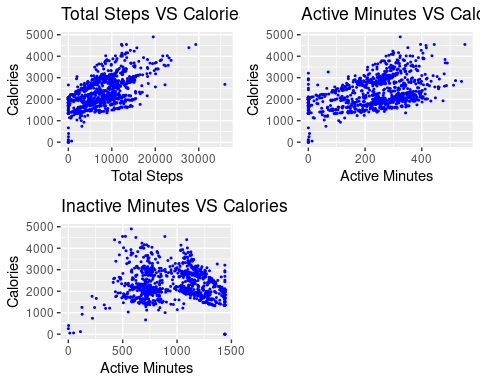 Total Steps VS Calorie
5000
4000
3000
2000
1000
0
Calories
0 10000 20000 30000
Total Steps
Active Minutes VS Calo
5000
4000
3000
2000
1000
0
Calories
0 200 400
Active Minutes
Inactive Minutes VS Calories
5000
4000
3000
2000
1000
0
Calories
0 500 1000 1500
Active Minutes